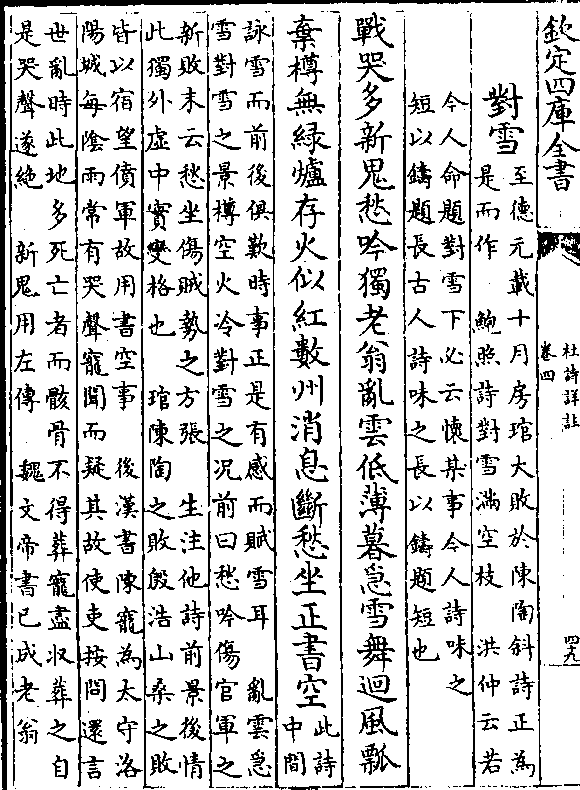 欽定四庫全書
杜詩詳註
卷四
四九
對雪
至德元載十月房琯大敗於陳陶斜詩正為
是而作 鮑照詩對雪滿空枝 洪仲云若
今人命題對雪下必云懷某事今人詩味之
短以鑄題長古人詩味之長以鑄題短也
戰哭多新鬼愁吟獨老翁亂雲低薄暮急雪舞迴風瓢
棄樽無綠爐存火似紅數州消息斷愁坐正書空
此詩
中間
詠雪而前後俱歎時事正是有感而賦雪耳 亂雲急
雪對雪之景樽空火冷對雪之況前曰愁吟傷官軍之
新敗末云愁坐傷賊勢之方張 生注他詩前景後情
此獨外虛中實變格也 琯陳陶之敗殷浩山桑之敗
皆以宿望僨軍故用書空事 後漢書陳寵為太守洛
陽城每陰雨常有哭聲寵聞而疑其故使吏按問還言
世亂時此地多死亡者而骸骨不得葬寵盡收葬之自
是哭聲遂絕 新鬼用左傳 魏文帝書已成老翁